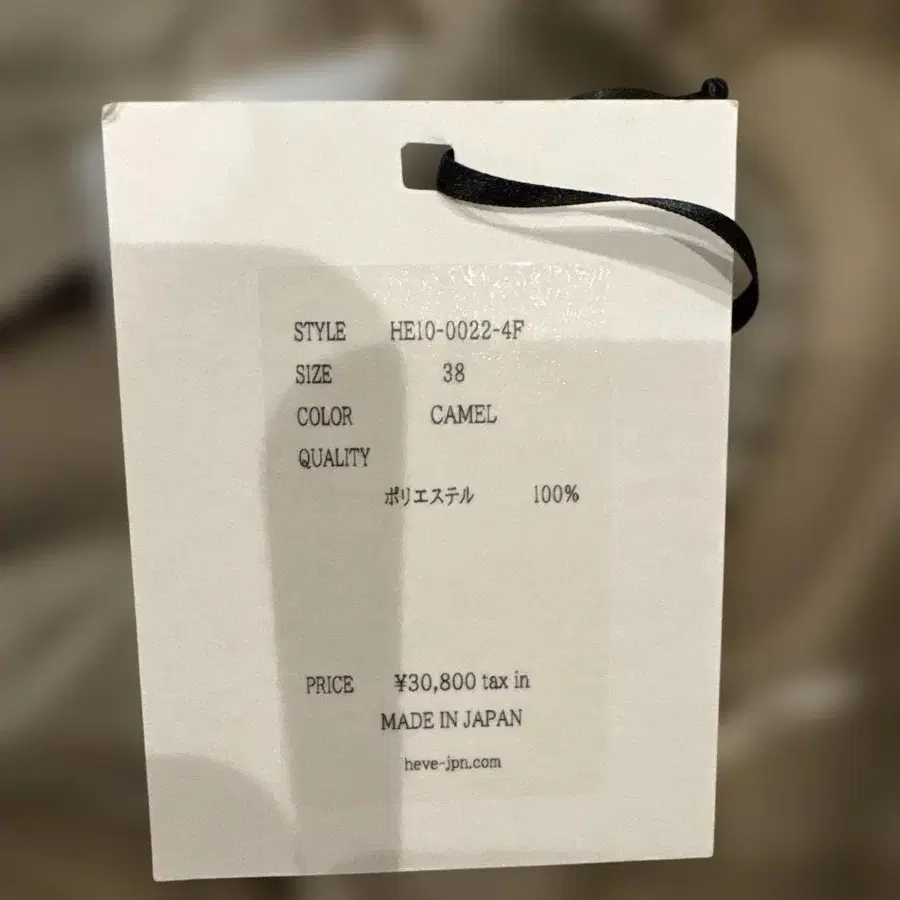 STYLE HE10-0022-4F
SIZE 38
COLOR CAMEL
QUALITY
ポリエステル 100%
PRICE ¥30,800 tax in
MADE IN JAPAN
heve-jpn.com